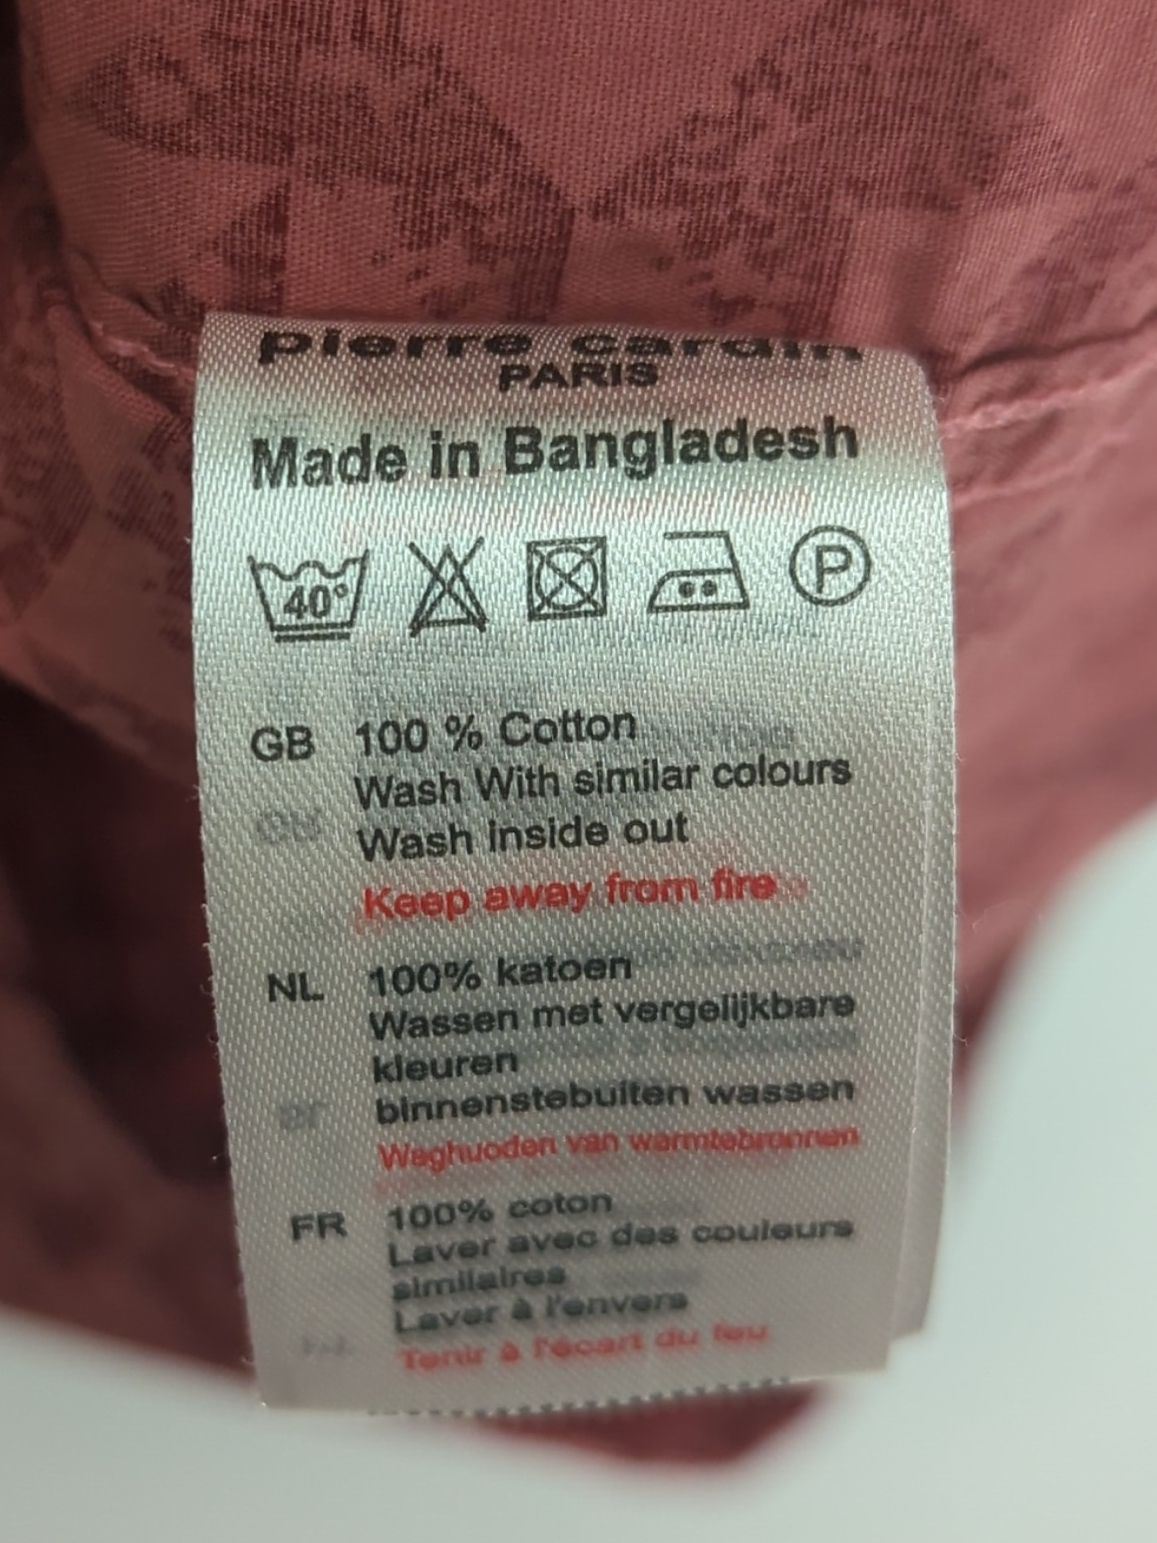 pierre cardin
PARIS
Made in Bangladesh
40°
P
GB 100 % Cotton
Wash With similar colours
Wash inside out
Keep away from fire
NL 100% katoen
Wassen met vergelijkbare
kleuren
binnenstebuiten wassen
Weghuoden van warmtebronnen
FR 100% coton
Laver avec des couleurs
similaires
Laver à l'envers
Tenir à l'écart du feu